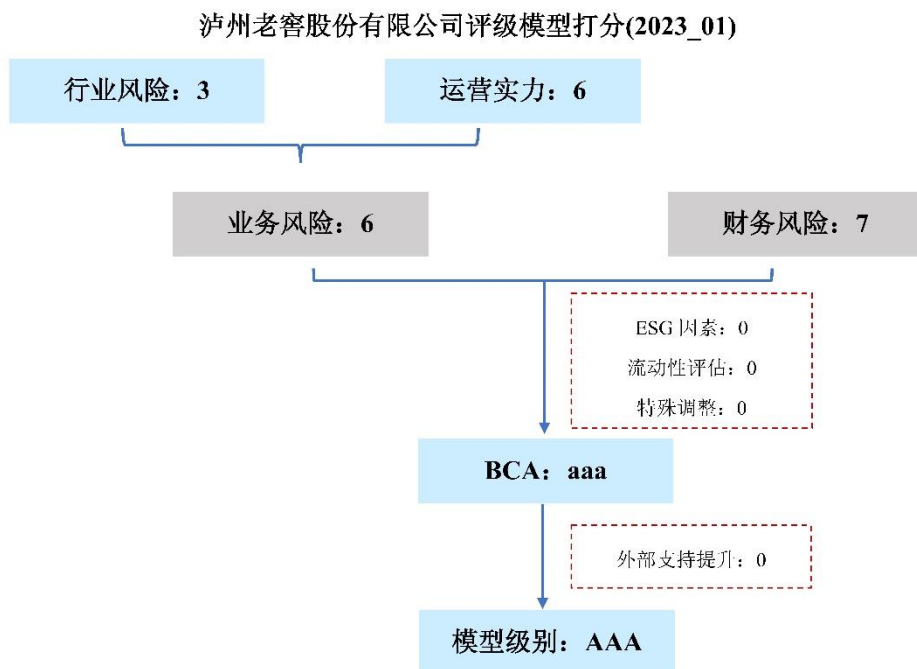 泸州老窖股份有限公司评级模型打分(2023_01)
行业风险：3
运营实力：6
业务风险：6
财务风险：7
ESG 因素：0
流动性评估：0
特殊调整：0
BCA：aaa
外部支持提升：0
模型级别：AAA